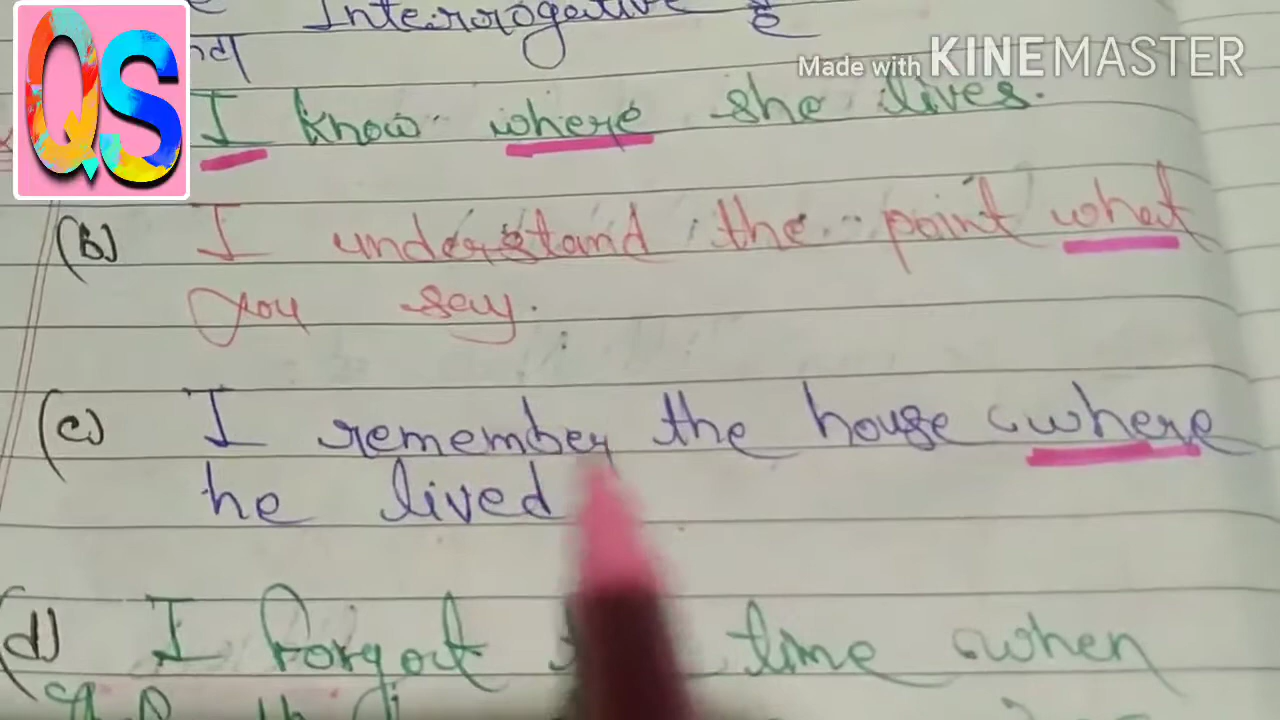 Interrogative है
QS
Made with KINEMASTER
I know where she lives.
(b) I understand the point what
you say.
(c) I remember the house where
he lived
(d) I forgot time when